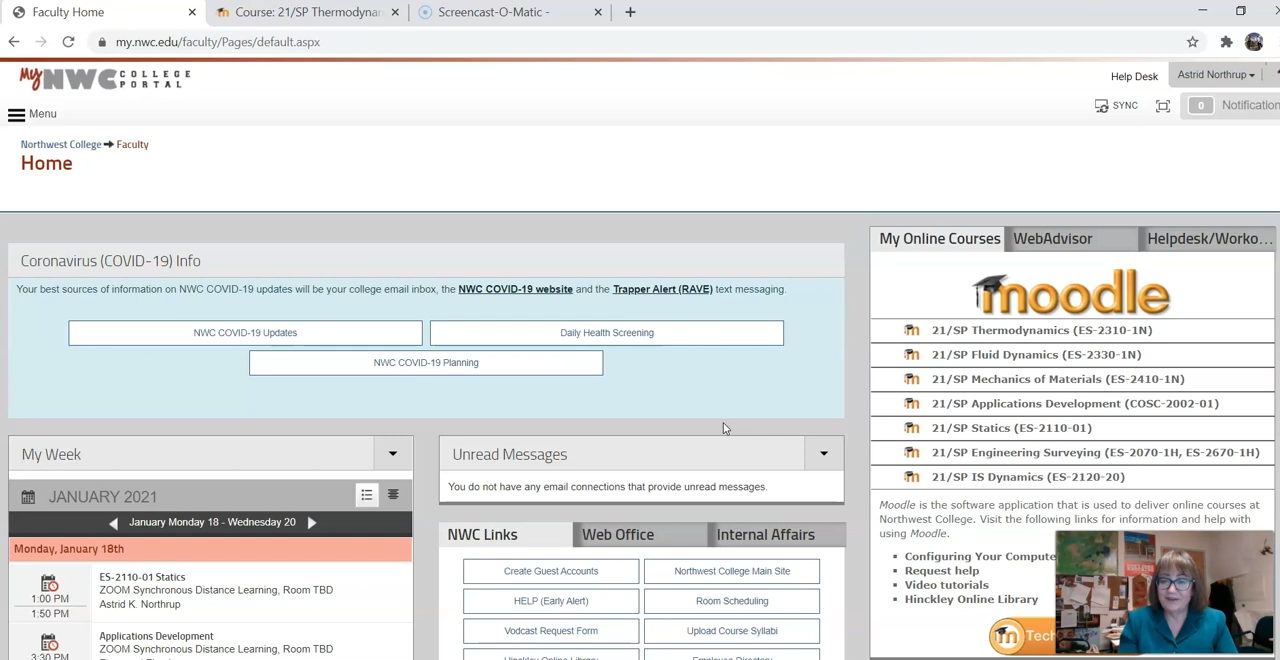 Faculty Home
Course: 21/SP Thermodynam
Screencast-O-Matic -
my.nwc.edu/faculty/Pages/default.aspx
My NWC COLLEGE PORTAL
Help Desk
Astrid Northrup
Menu
SYNC
0
Notification
Northwest College Faculty
Home
Coronavirus (COVID-19) Info
Your best sources of information on NWC COVID-19 updates will be your college email inbox, the NWC COVID-19 website and the Trapper Alert (RAVE) text messaging.
NWC COVID-19 Updates
Daily Health Screening
NWC COVID-19 Planning
My Week
JANUARY 2021
January Monday 18 - Wednesday 20
Monday, January 18th
1:00 PM
1:50 PM
ES-2110-01 Statics
ZOOM Synchronous Distance Learning, Room TBD
Astrid K. Northrup
3:30 PM
Applications Development
ZOOM Synchronous Distance Learning, Room TBD
Unread Messages
You do not have any email connections that provide unread messages.
NWC Links
Web Office
Internal Affairs
Create Guest Accounts
Northwest College Main Site
HELP (Early Alert)
Room Scheduling
Vodcast Request Form
Upload Course Syllabi
Hinckley Online Library
Employee Directory
My Online Courses
WebAdvisor
Helpdesk/Worko...
moodle
21/SP Thermodynamics (ES-2310-1N)
21/SP Fluid Dynamics (ES-2330-1N)
21/SP Mechanics of Materials (ES-2410-1N)
21/SP Applications Development (COSC-2002-01)
21/SP Statics (ES-2110-01)
21/SP Engineering Surveying (ES-2070-1H, ES-2670-1H)
21/SP IS Dynamics (ES-2120-20)
Moodle is the software application that is used to deliver online courses at
Northwest College. Visit the following links for information and help with
using Moodle.
Configuring Your Compute
Request help
Video tutorials
Hinckley Online Library
Tech